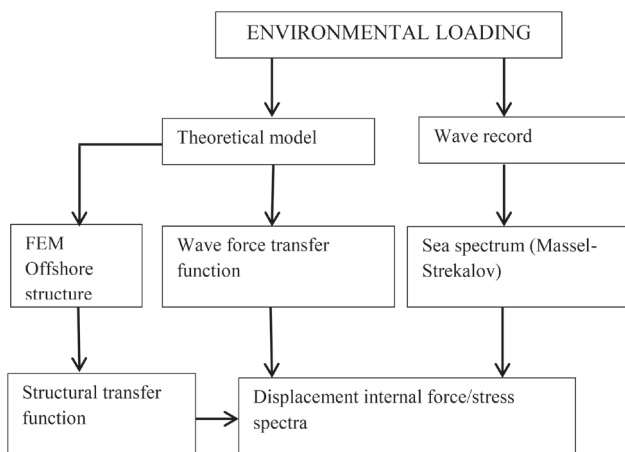 ENVIRONMENTAL LOADING
Theoretical model
Wave record
FEM
Offshore
structure
Wave force transfer
function
Sea spectrum (Massel-
Strekalov)
Structural transfer
function
Displacement internal force/stress
spectra